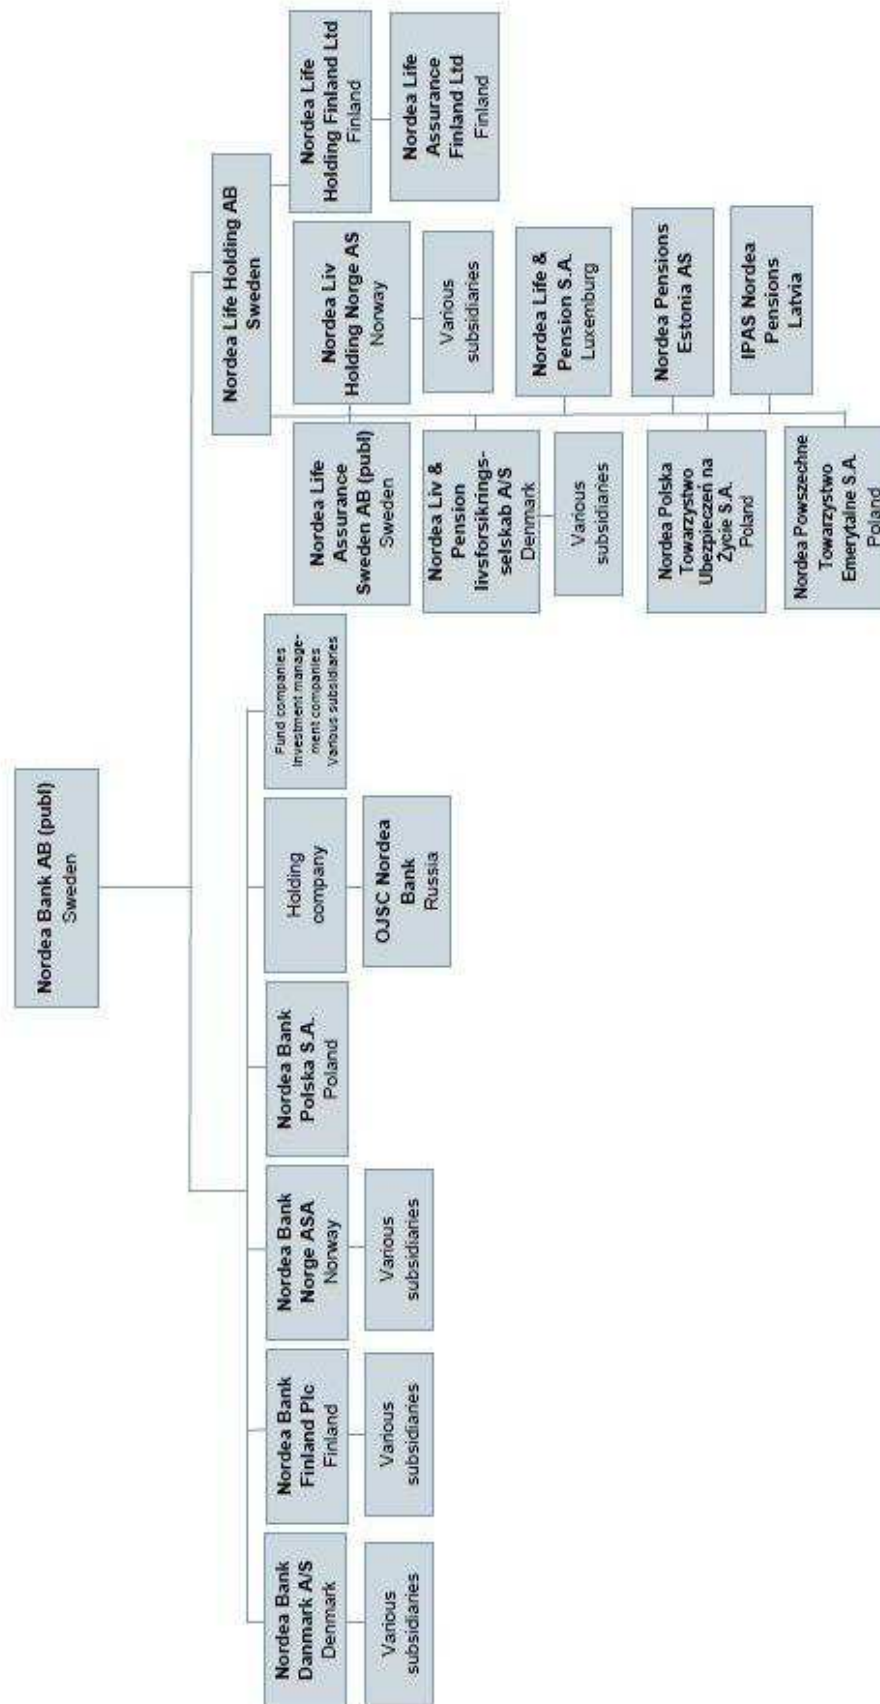 Nordea Bank AB (publ)
Sweden
Nordea Bank
Danmark A/S
Denmark
Various
subsidiaries
Nordea Bank
Finland Plc
Finland
Various
subsidiaries
Nordea Bank
Norge ASA
Norway
Various
subsidiaries
Nordea Bank
Polska S.A.
Poland
Holding
company
OJSC Nordea
Bank
Russia
Fund companies
Investment manage-
ment companies
Various subsidiaries
Nordea Life Holding AB
Sweden
Nordea Life
Assurance
Sweden AB (publ)
Sweden
Nordea Liv
Holding Norge AS
Norway
Various
subsidiaries
Nordea Life
Holding Finland Ltd
Finland
Nordea Life
Assurance
Finland Ltd
Finland
Nordea Liv &
Pension
livsforsikrings-
selskab A/S
Denmark
Various
subsidiaries
Nordea Life &
Pension S.A.
Luxemburg
Nordea Polska
Towarzystwo
Ubezpieczeń na
Życie S.A.
Poland
Nordea Pensions
Estonia AS
Nordea Powszechne
Towarzystwo
Emerytalne S.A.
Poland
IPAS Nordea
Pensions
Latvia